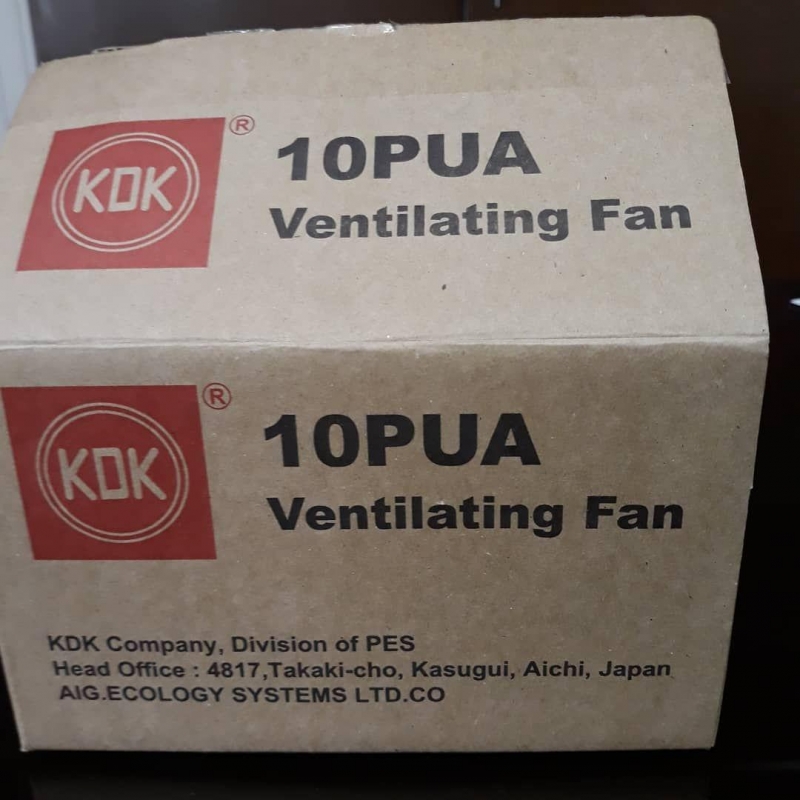 KDK ®
10PUA
Ventilating Fan
KDK ®
10PUA
Ventilating Fan
KDK Company, Division of PES
Head Office : 4817,Takaki-cho, Kasugui, Aichi, Japan
AIG.ECOLOGY SYSTEMS LTD.CO